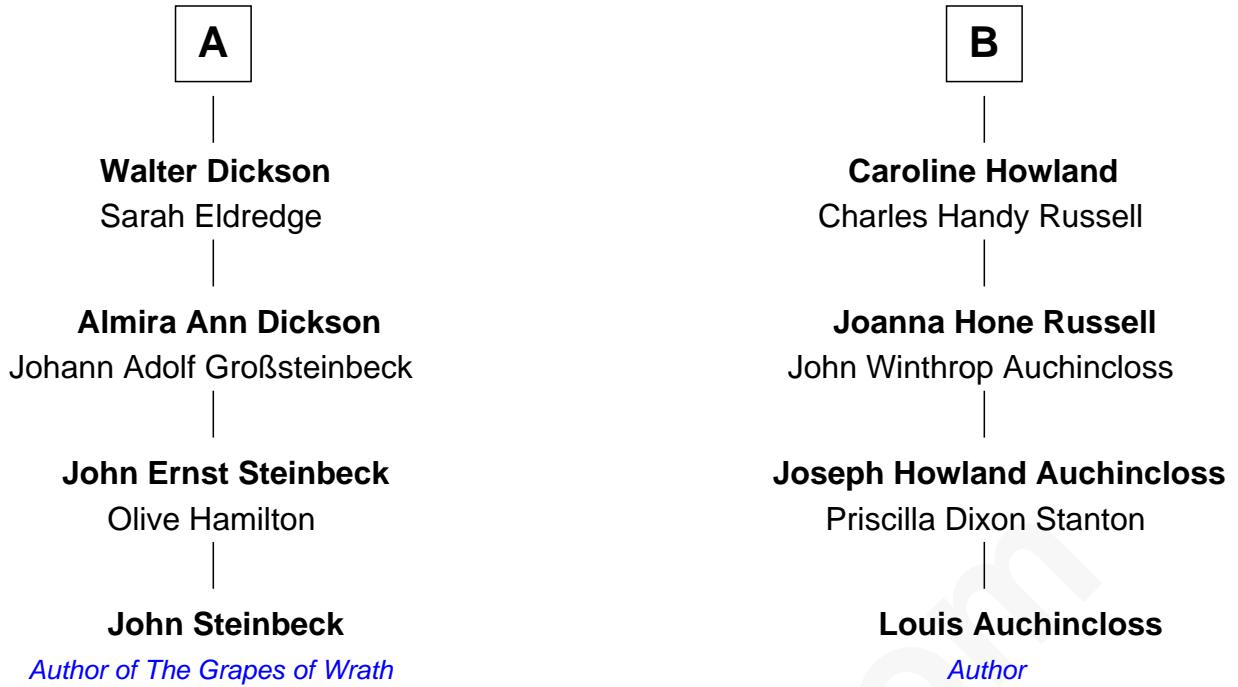 A
Walter Dickson
Sarah Eldredge
Almira Ann Dickson
Johann Adolf Großsteinbeck
John Ernst Steinbeck
Olive Hamilton
John Steinbeck
Author of The Grapes of Wrath
B
Caroline Howland
Charles Handy Russell
Joanna Hone Russell
John Winthrop Auchincloss
Joseph Howland Auchincloss
Priscilla Dixon Stanton
Louis Auchincloss
Author